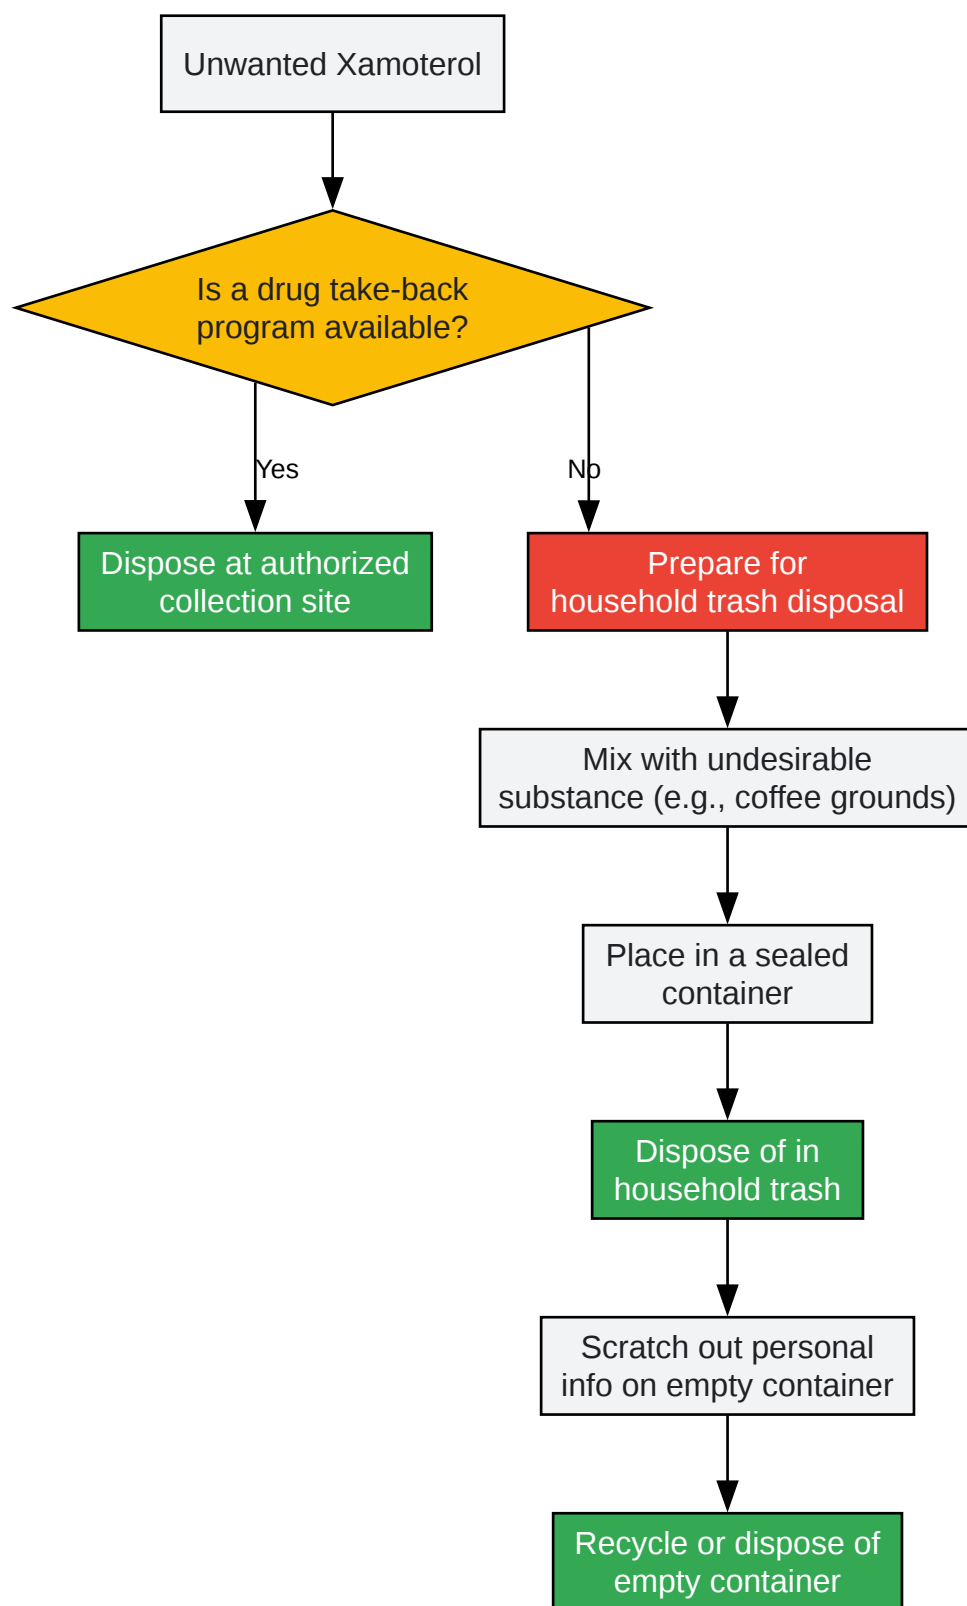 Unwanted Xamoterol
Is a drug take-back
program available?
Yes
No
Dispose at authorized
collection site
Prepare for
household trash disposal
Mix with undesirable
substance (e.g., coffee grounds)
Place in a sealed
container
Dispose of in
household trash
Scratch out personal
info on empty container
Recycle or dispose of
empty container